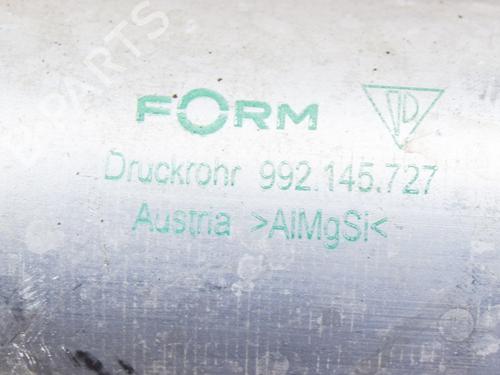 FORM
Druckrohr 992.145.727
Austria >AlMgSi<